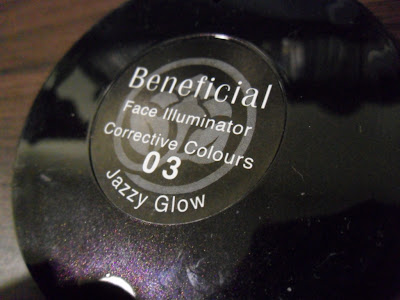 Beneficial
Face Illuminator
Corrective Colours
03
Jazzy Glow